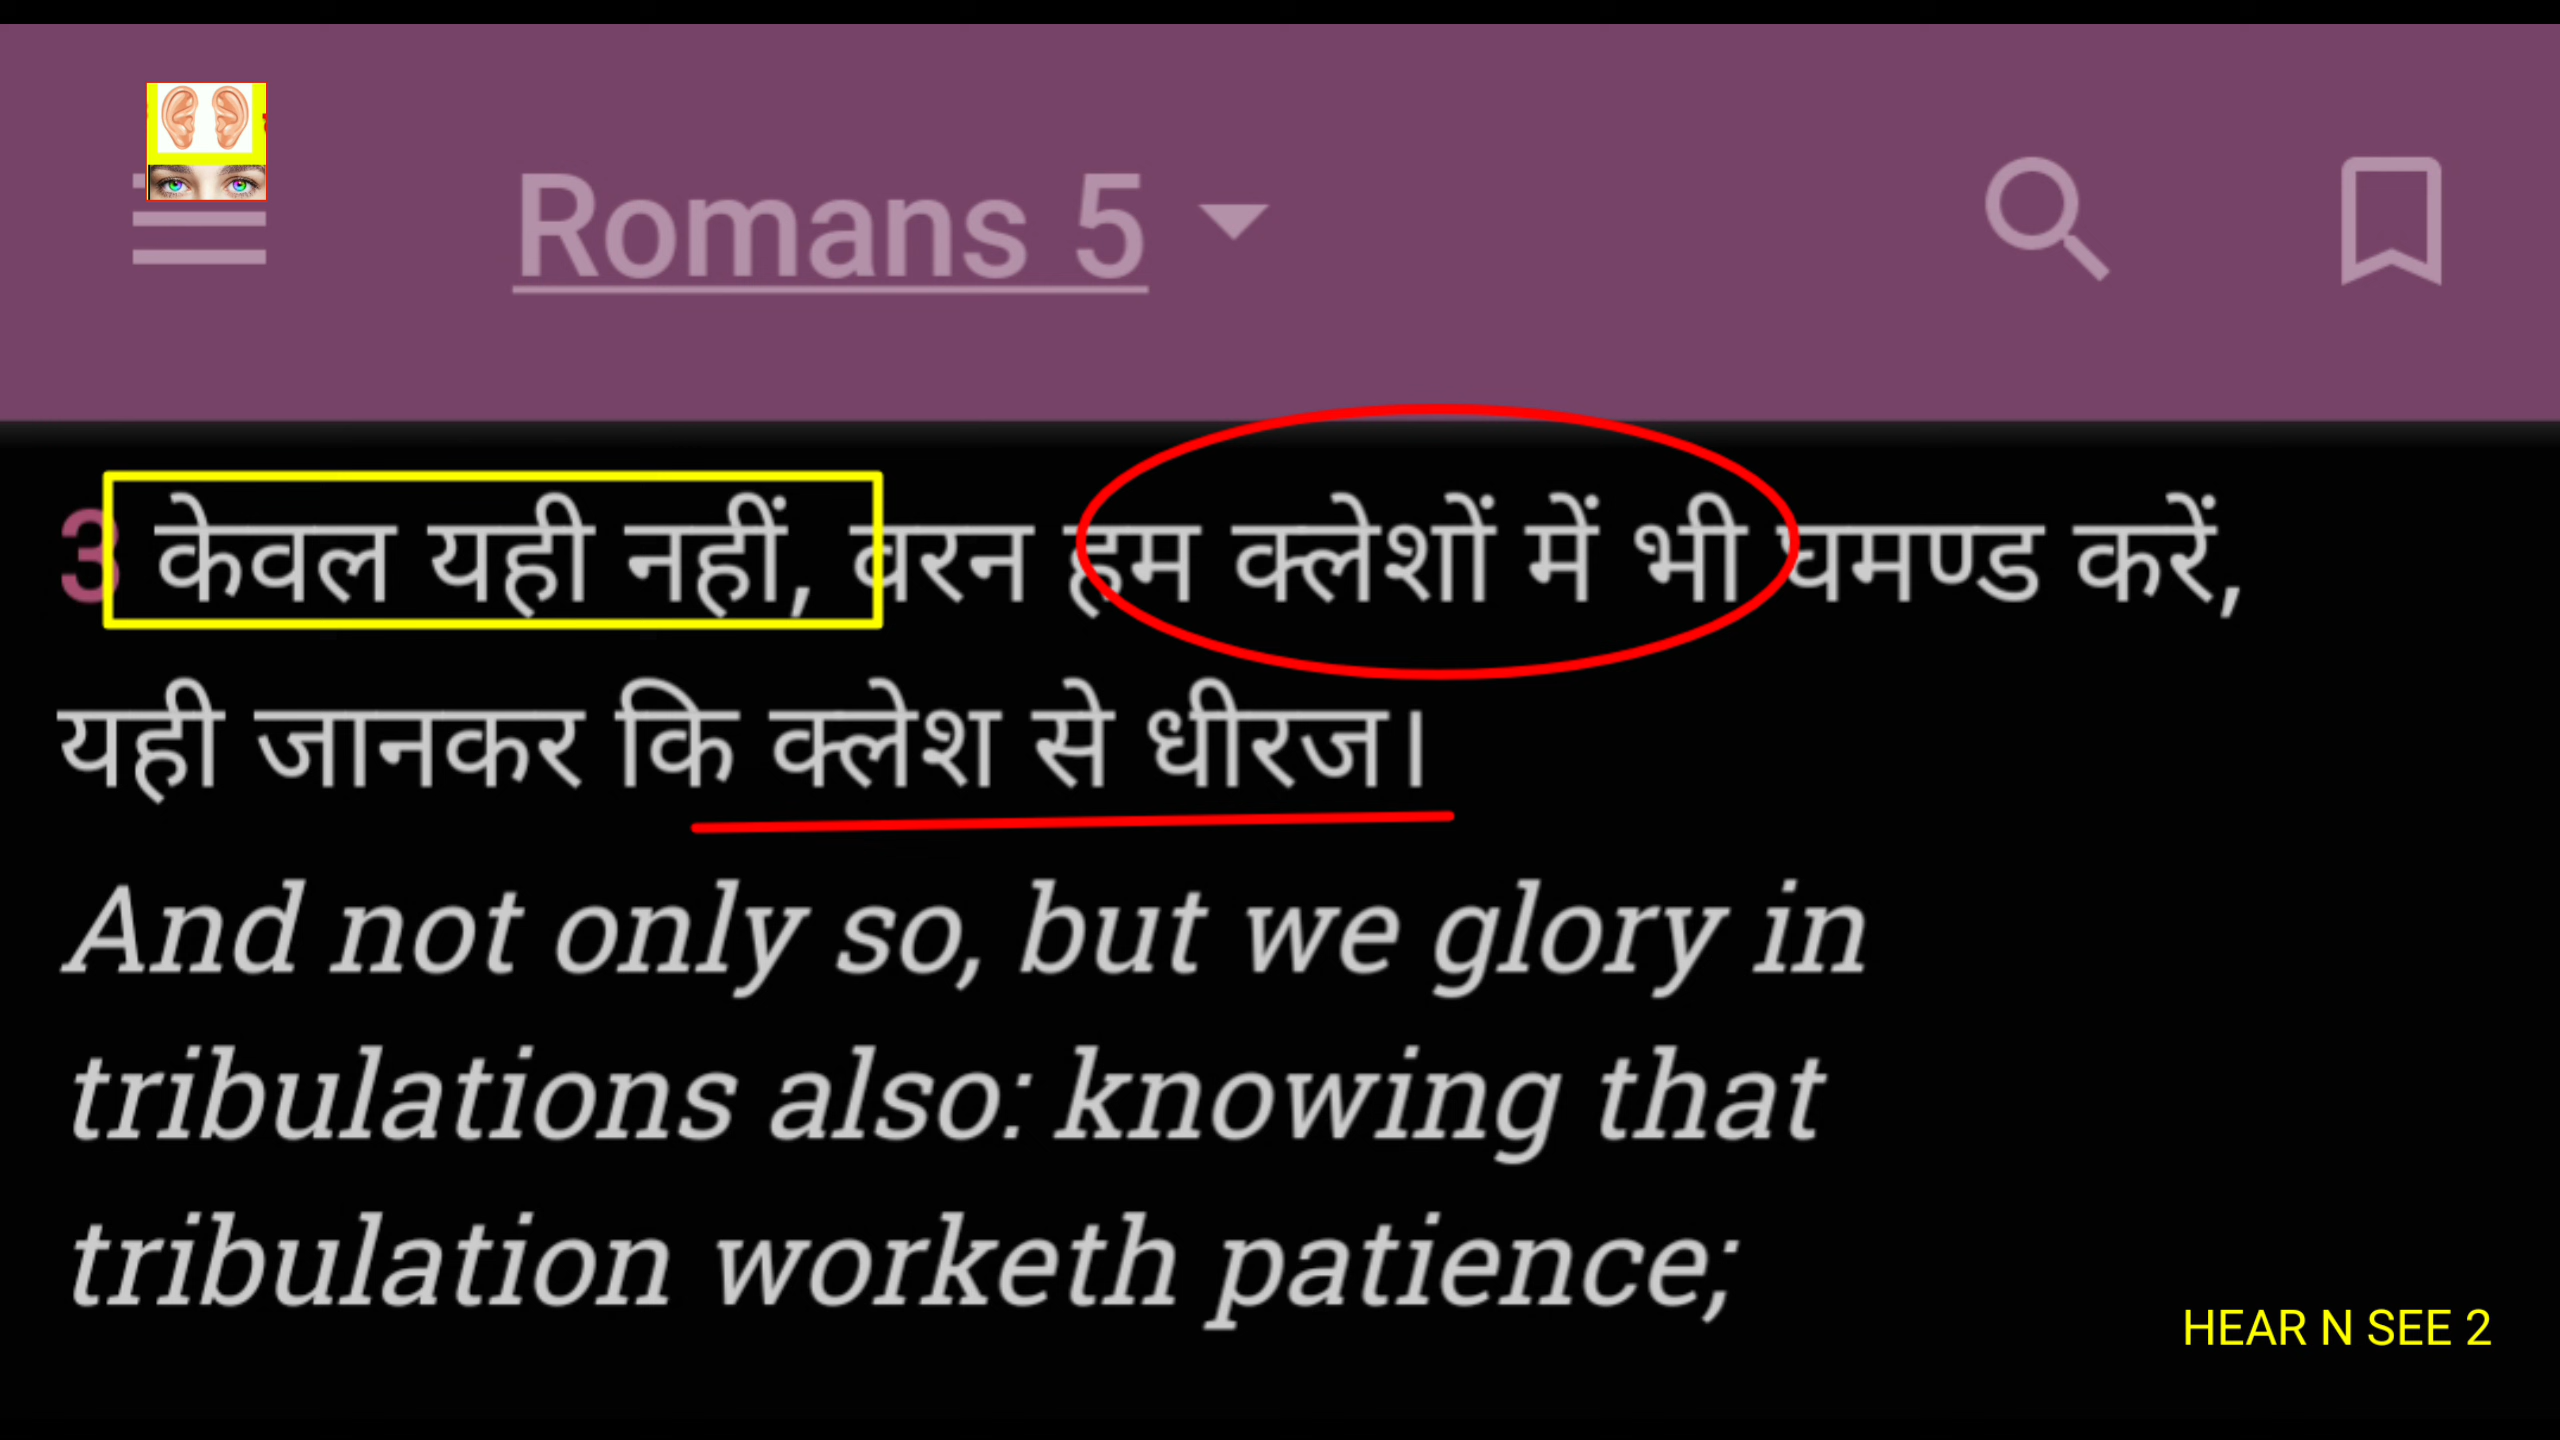 Romans 5
3 केवल यही नहीं, वरन हम क्लेशों में भी घमण्ड करें,
यही जानकर कि क्लेश से धीरज।
And not only so, but we glory in
tribulations also: knowing that
tribulation worketh patience;
HEAR N SEE 2